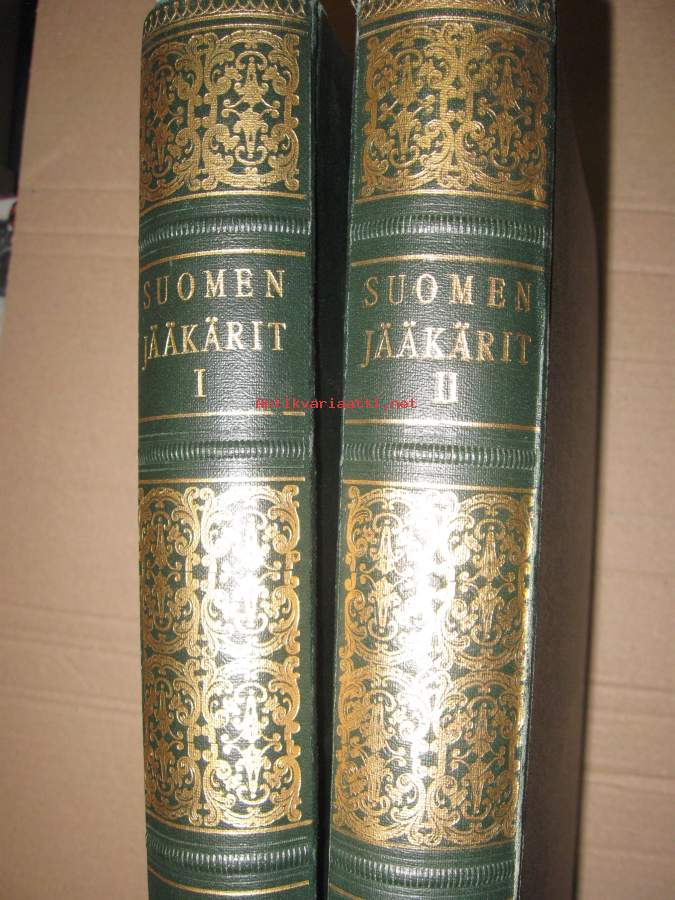 SUOMEN
JÄÄKÄRIT
I
SUOMEN
JÄÄKÄRIT
II
antikvariaatti.net